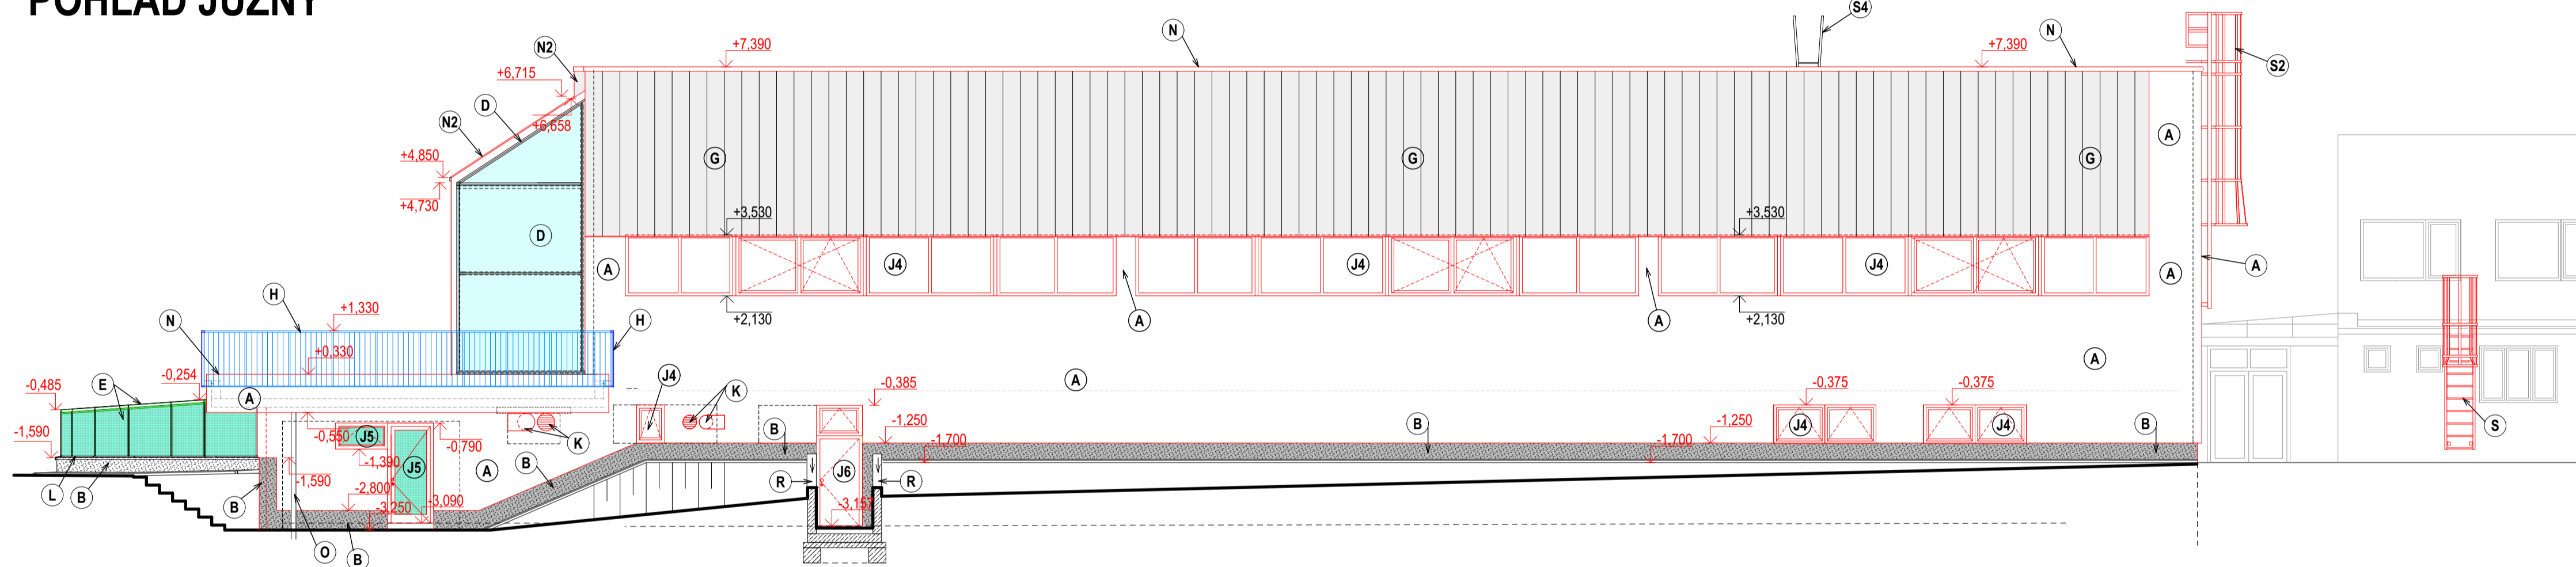 POHĽAD JUŽNÝ
S4
N
+7,390
N2
+7,390
N
S2
+6,715
D
N2
+6,658
A
+4,850
G
G
G
+4,730
+3,530
+3,530
D
A
J4
J4
J4
A
A
H
+1,330
+2,130
A
A
+2,130
N
H
+0,330
A
-0,485
E
-0,254
J4
A
-0,385
-0,375
-0,375
A
K
-1,250
-1,250
B
B
S
-1,590
-0,550
J5
-0,790
K
B
-1,700
-1,700
J4
J4
L
B
-1,390
J5
A
B
J6
B
-1,590
-2,800
R
R
-3,250
-3,090
-3,157
O
B